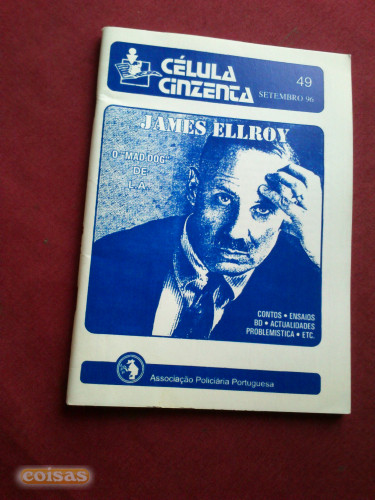 CÉLULA
CINZENTA
49
SETEMBRO 96
JAMES ELLROY
O "MAD DOG"
DE
L.A.
CONTOS • ENSAIOS
BD • ACTUALIDADES
PROBLEMISTICA • ETC.
Associação Policiária Portuguesa
coisas